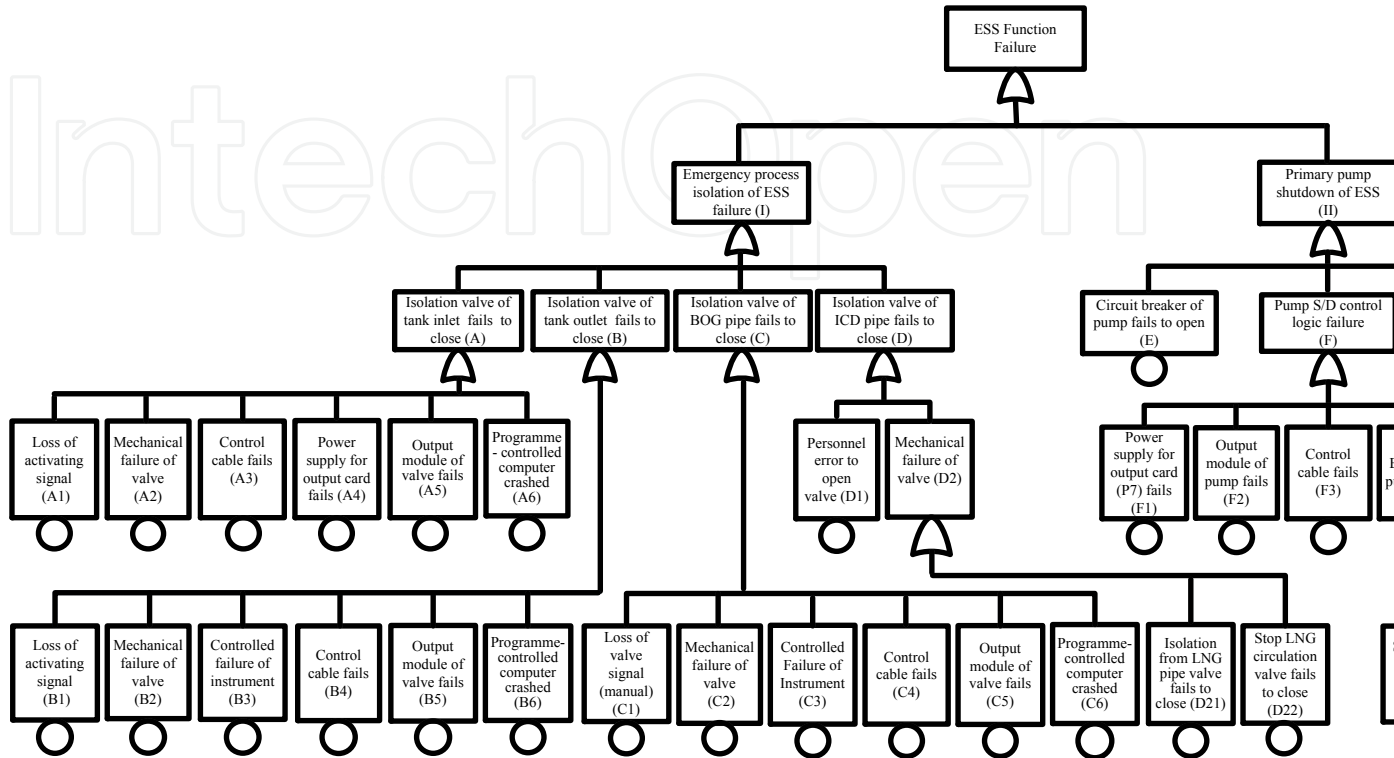 IntechOpen
ESS Function
Failure
Emergency process
isolation of ESS
failure (I)
Primary pump
shutdown of ESS
(II)
Isolation valve of
tank inlet fails to
close (A)
Isolation valve of
tank outlet fails to
close (B)
Isolation valve of
BOG pipe fails to
close (C)
Isolation valve of
ICD pipe fails to
close (D)
Circuit breaker of
pump fails to open
(E)
Pump S/D control
logic failure
(F)
Loss of
activating
signal
(A1)
Mechanical
failure of
valve (A2)
Control
cable fails
(A3)
Power
supply for
output card
fails (A4)
Output
module of
valve fails
(A5)
Programme
- controlled
computer
crashed
(A6)
Personnel
error to
open
valve (D1)
Mechanical
failure of
valve (D2)
Power
supply for
output card
(P7) fails
(F1)
Output
module of
pump fails
(F2)
Control
cable fails
(F3)
Loss of
activating
signal
(B1)
Mechanical
failure of
valve (B2)
Controlled
failure of
instrument
(B3)
Control
cable fails
(B4)
Output
module of
valve fails
(B5)
Programme-
controlled
computer
crashed
(B6)
Loss of
valve
signal
(manual)
(C1)
Mechanical
failure of
valve
(C2)
Controlled
Failure of
Instrument
(C3)
Control
cable fails
(C4)
Output
module of
valve fails
(C5)
Programme-
controlled
computer
crashed
(C6)
Isolation
from LNG
pipe valve
fails to
close (D21)
Stop LNG
circulation
valve fails
to close
(D22)